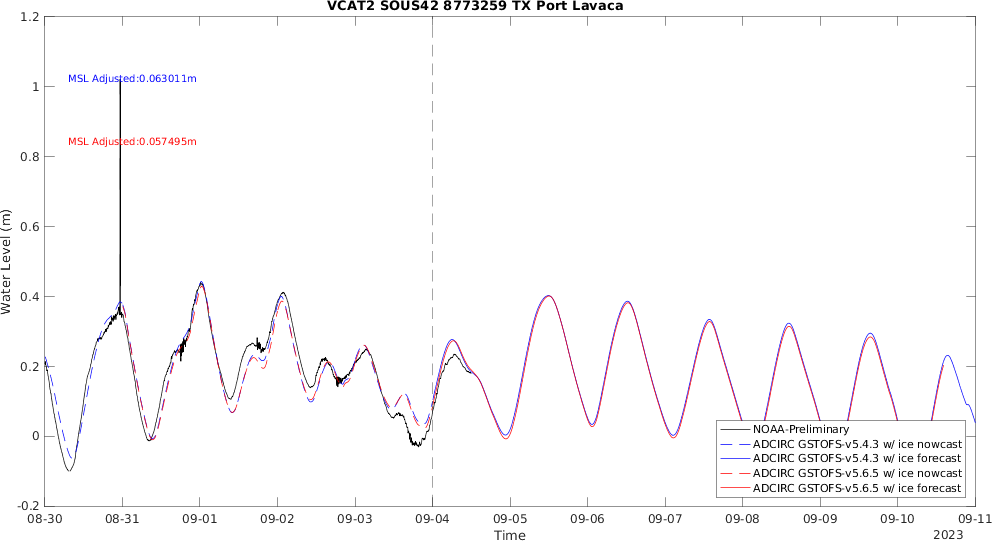 VCAT2 SOUS42 8773259 TX Port Lavaca
1.2
1
0.8
0.6
0.4
0.2
0
-0.2
Water Level (m)
MSL Adjusted:0.063011m
MSL Adjusted:0.057495m
NOAA-Preliminary
ADCIRC GSTOFS-v5.4.3 w/ ice nowcast
ADCIRC GSTOFS-v5.4.3 w/ ice forecast
ADCIRC GSTOFS-v5.6.5 w/ ice nowcast
ADCIRC GSTOFS-v5.6.5 w/ ice forecast
08-30 08-31 09-01 09-02 09-03 09-04 09-05 09-06 09-07 09-08 09-09 09-10 09-11
Time
2023